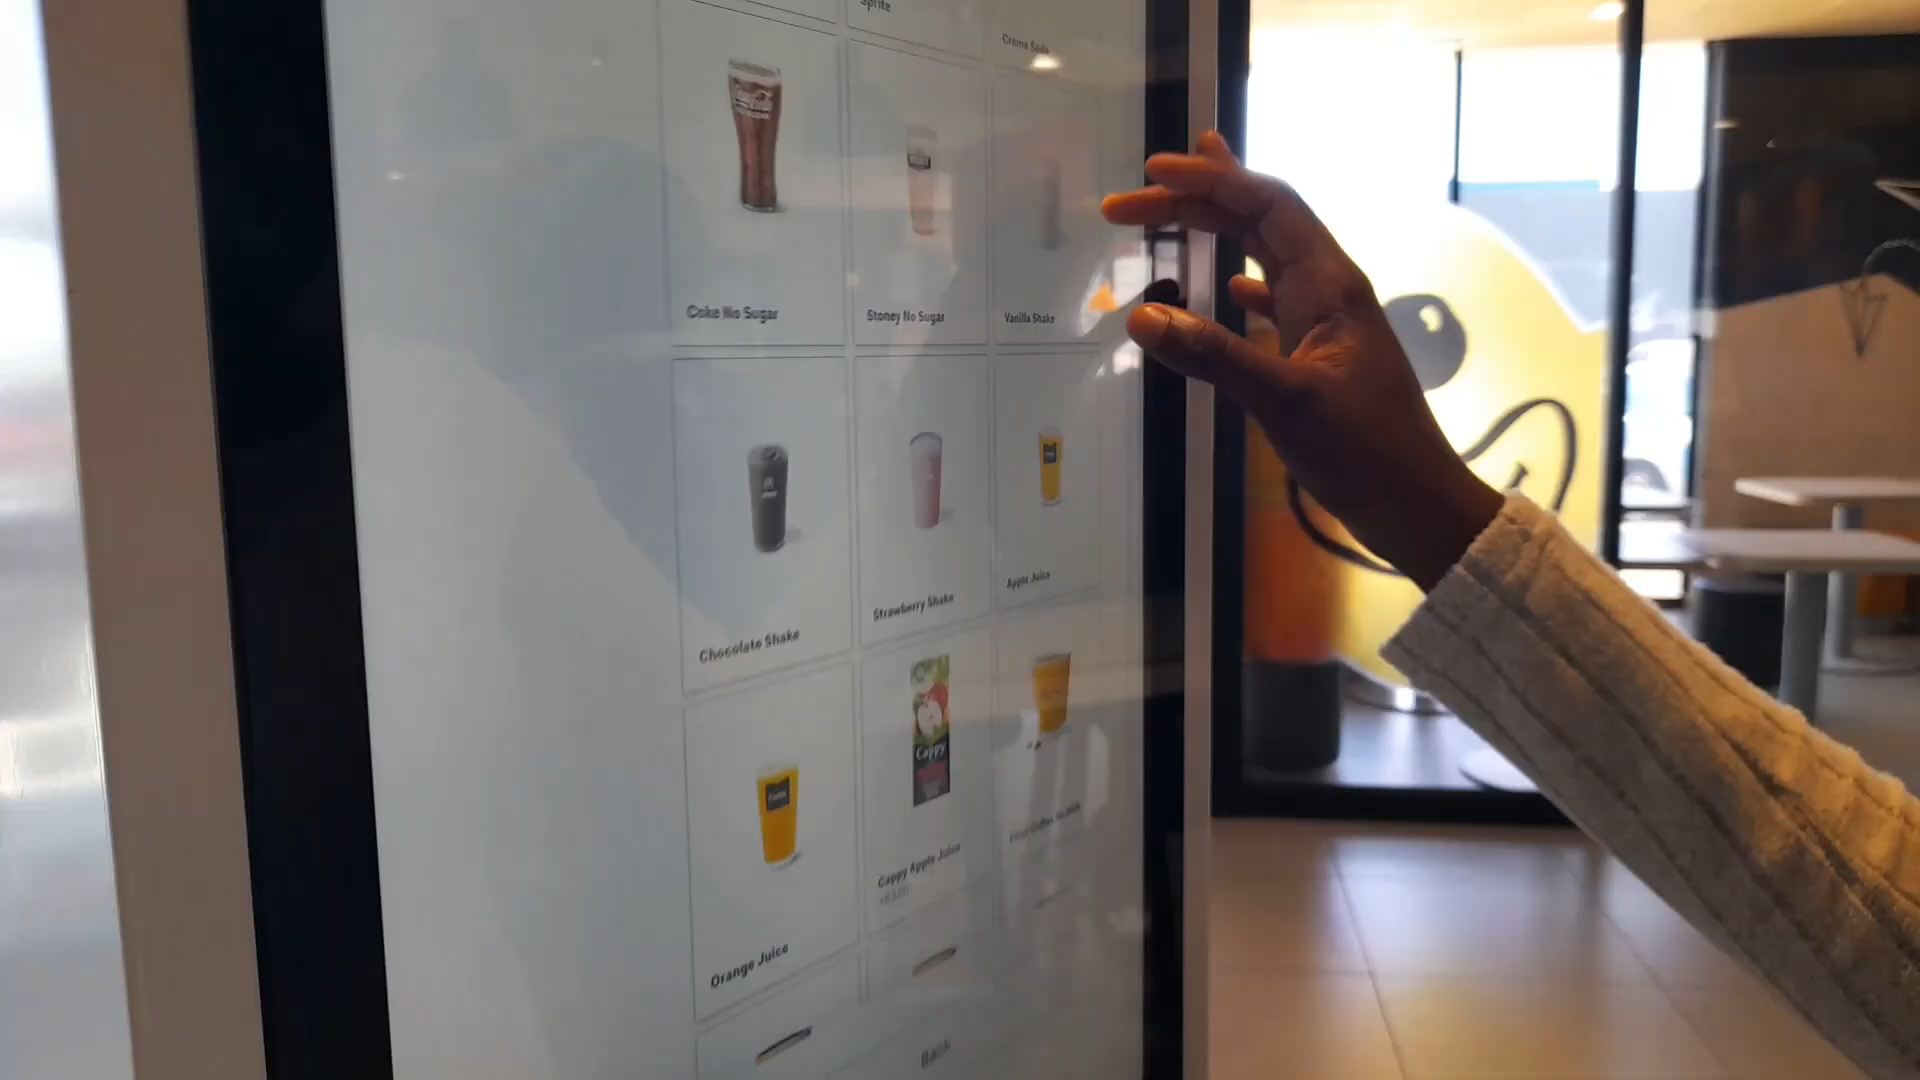 Sprite
Creme Soda
Coke No Sugar
Stoney No Sugar
Vanilla Shake
Chocolate Shake
Strawberry Shake
Apple Juice
Cappy
Orange Juice
Cappy Apple Juice
Back